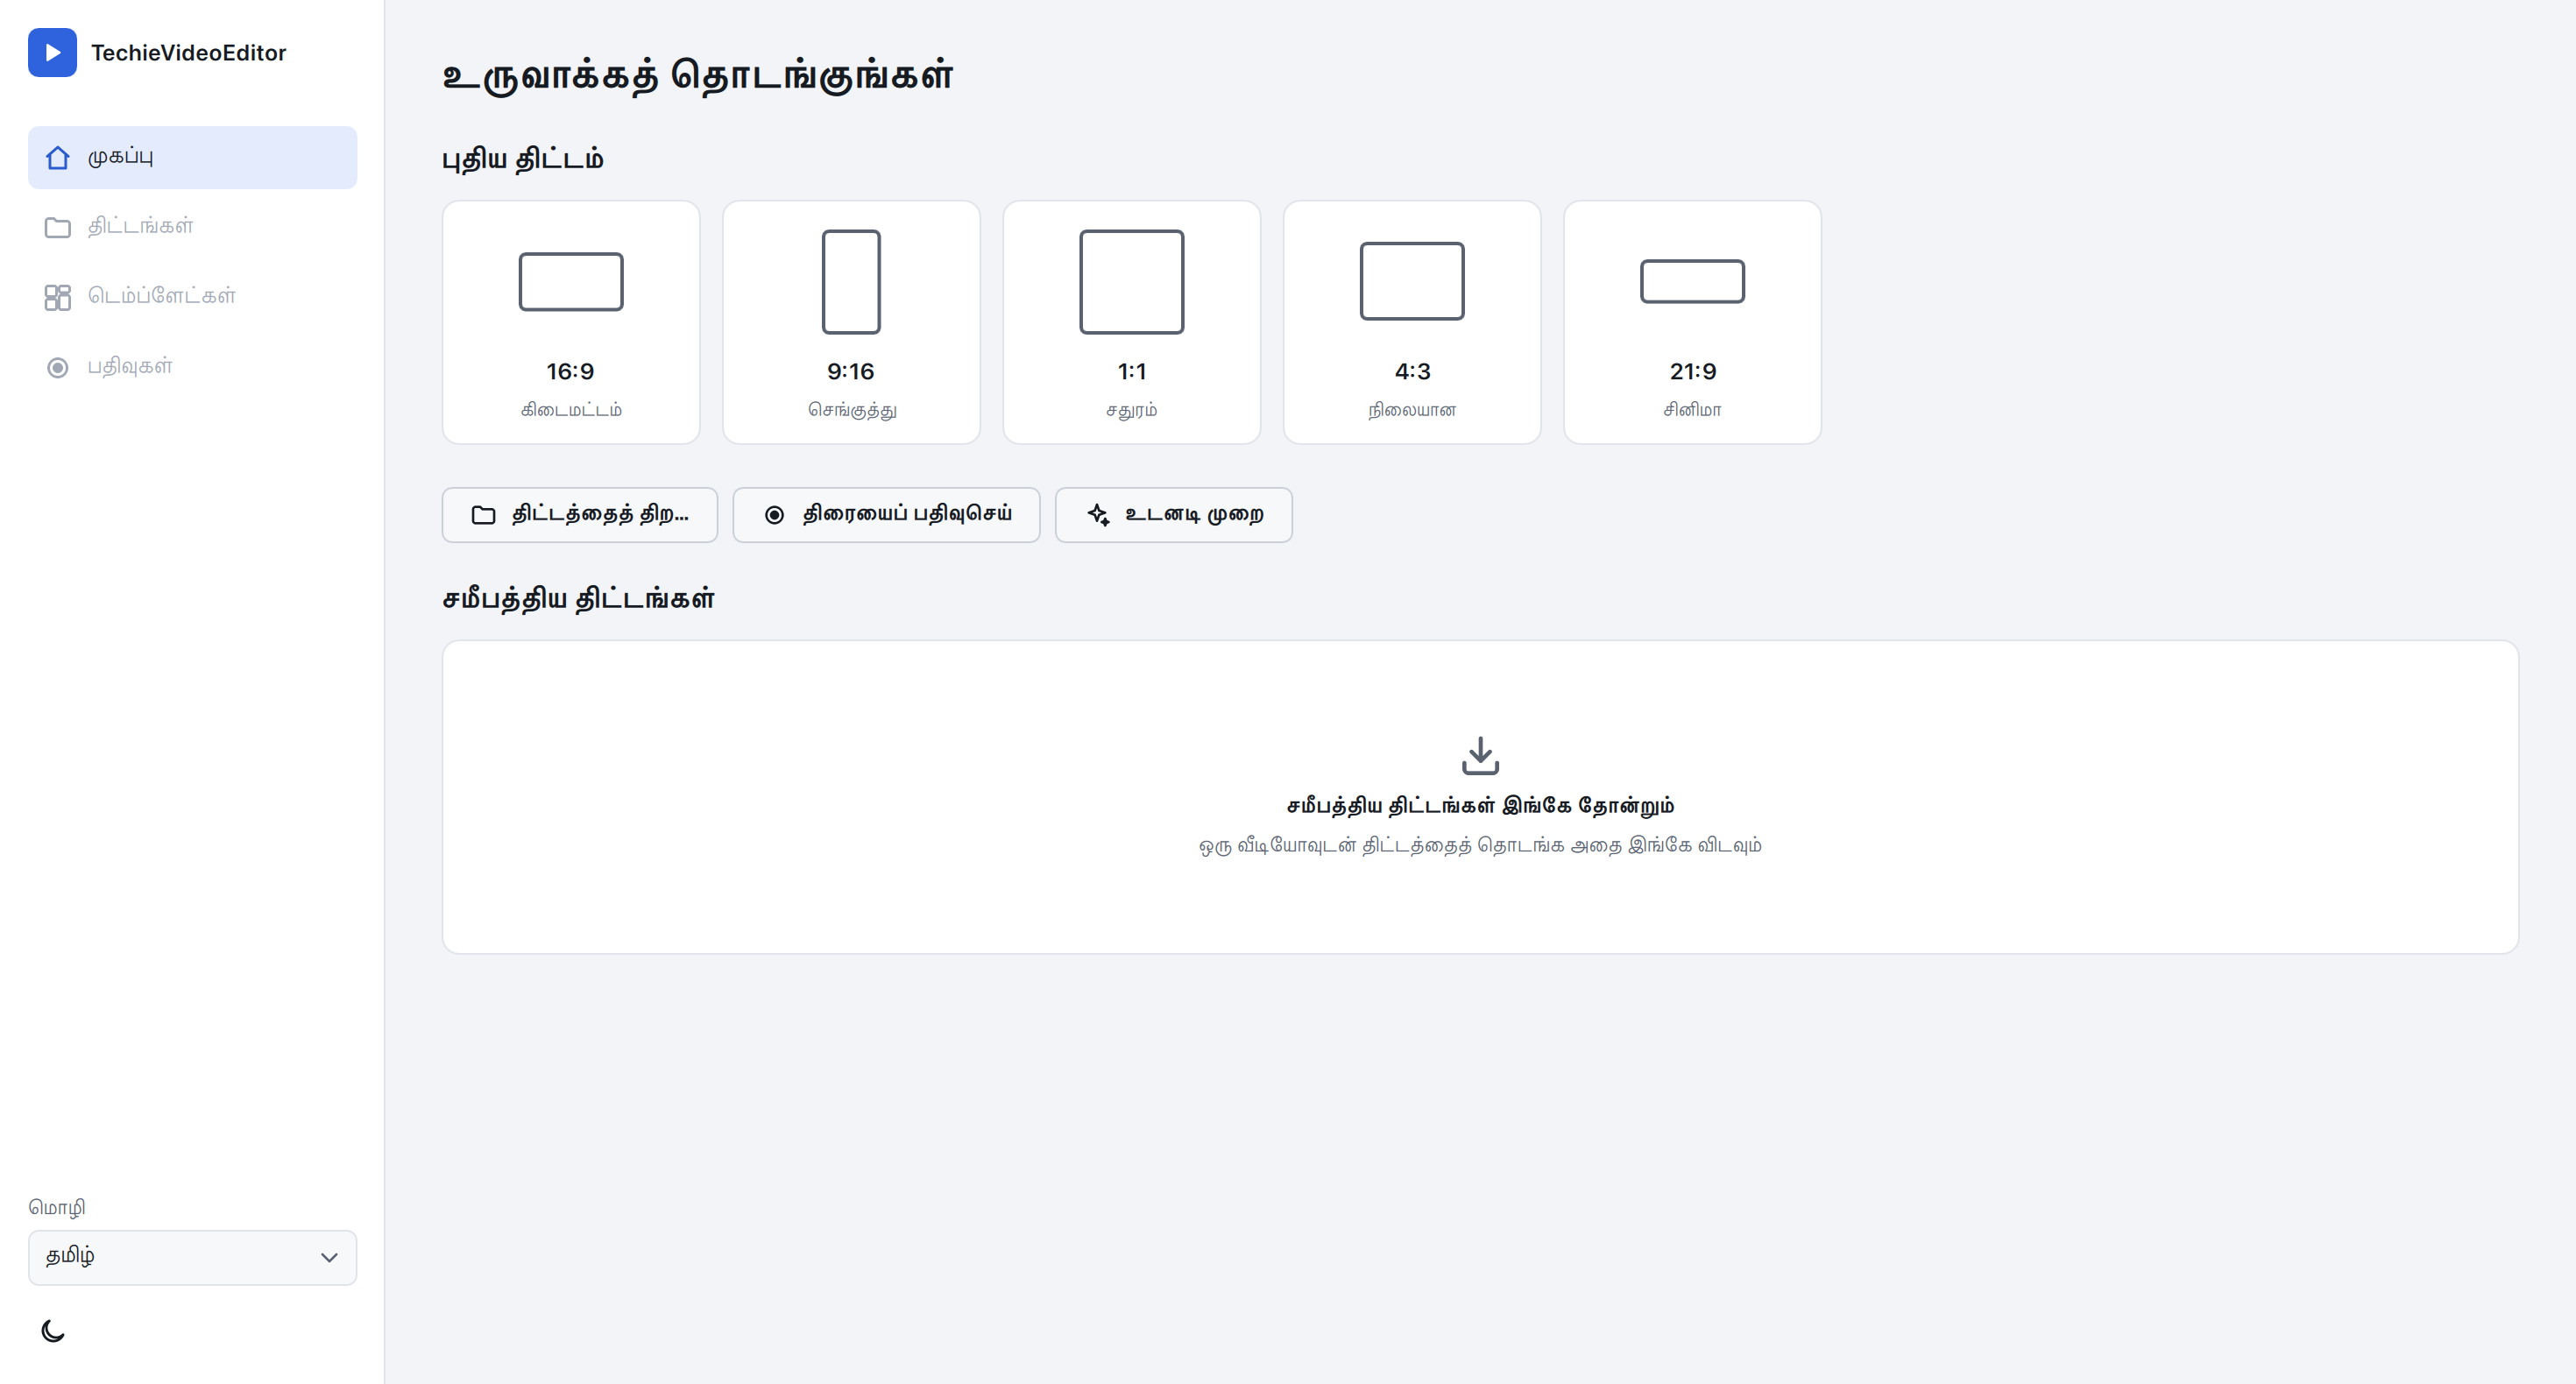 TechieVideoEditor
முகப்பு
திட்டங்கள்
டெம்ப்ளேட்கள்
பதிவுகள்
மொழி
தமிழ்
உருவாக்கத் தொடங்குங்கள்
புதிய திட்டம்
16:9
கிடைமட்டம்
9:16
செங்குத்து
1:1
சதுரம்
4:3
நிலையான
21:9
சினிமா
திட்டத்தைத் திற...
திரையைப் பதிவுசெய்
உடனடி முறை
சமீபத்திய திட்டங்கள்
சமீபத்திய திட்டங்கள் இங்கே தோன்றும்
ஒரு வீடியோவுடன் திட்டத்தைத் தொடங்க அதை இங்கே விடவும்